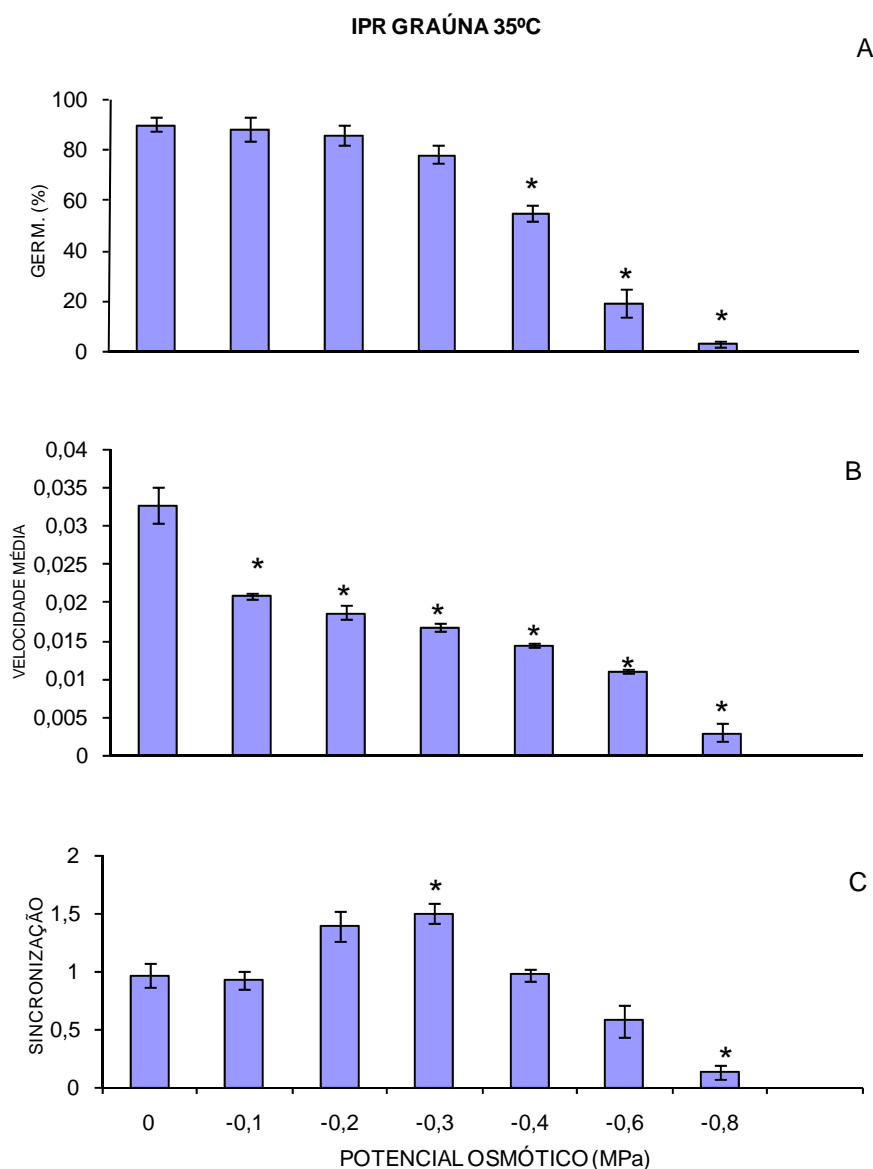 IPR GRAÚNA 35ºC
A
100
80
60
40
20
0
GERM. (%)
* * *
B
0,04
0,035
0,03
0,025
0,02
0,015
0,01
0,005
0
VELOCIDADE MÉDIA
* * * * * *
C
2
1,5
1
0,5
0
SINCRONIZAÇÃO
* *
0 -0,1 -0,2 -0,3 -0,4 -0,6 -0,8
POTENCIAL OSMÓTICO (MPa)